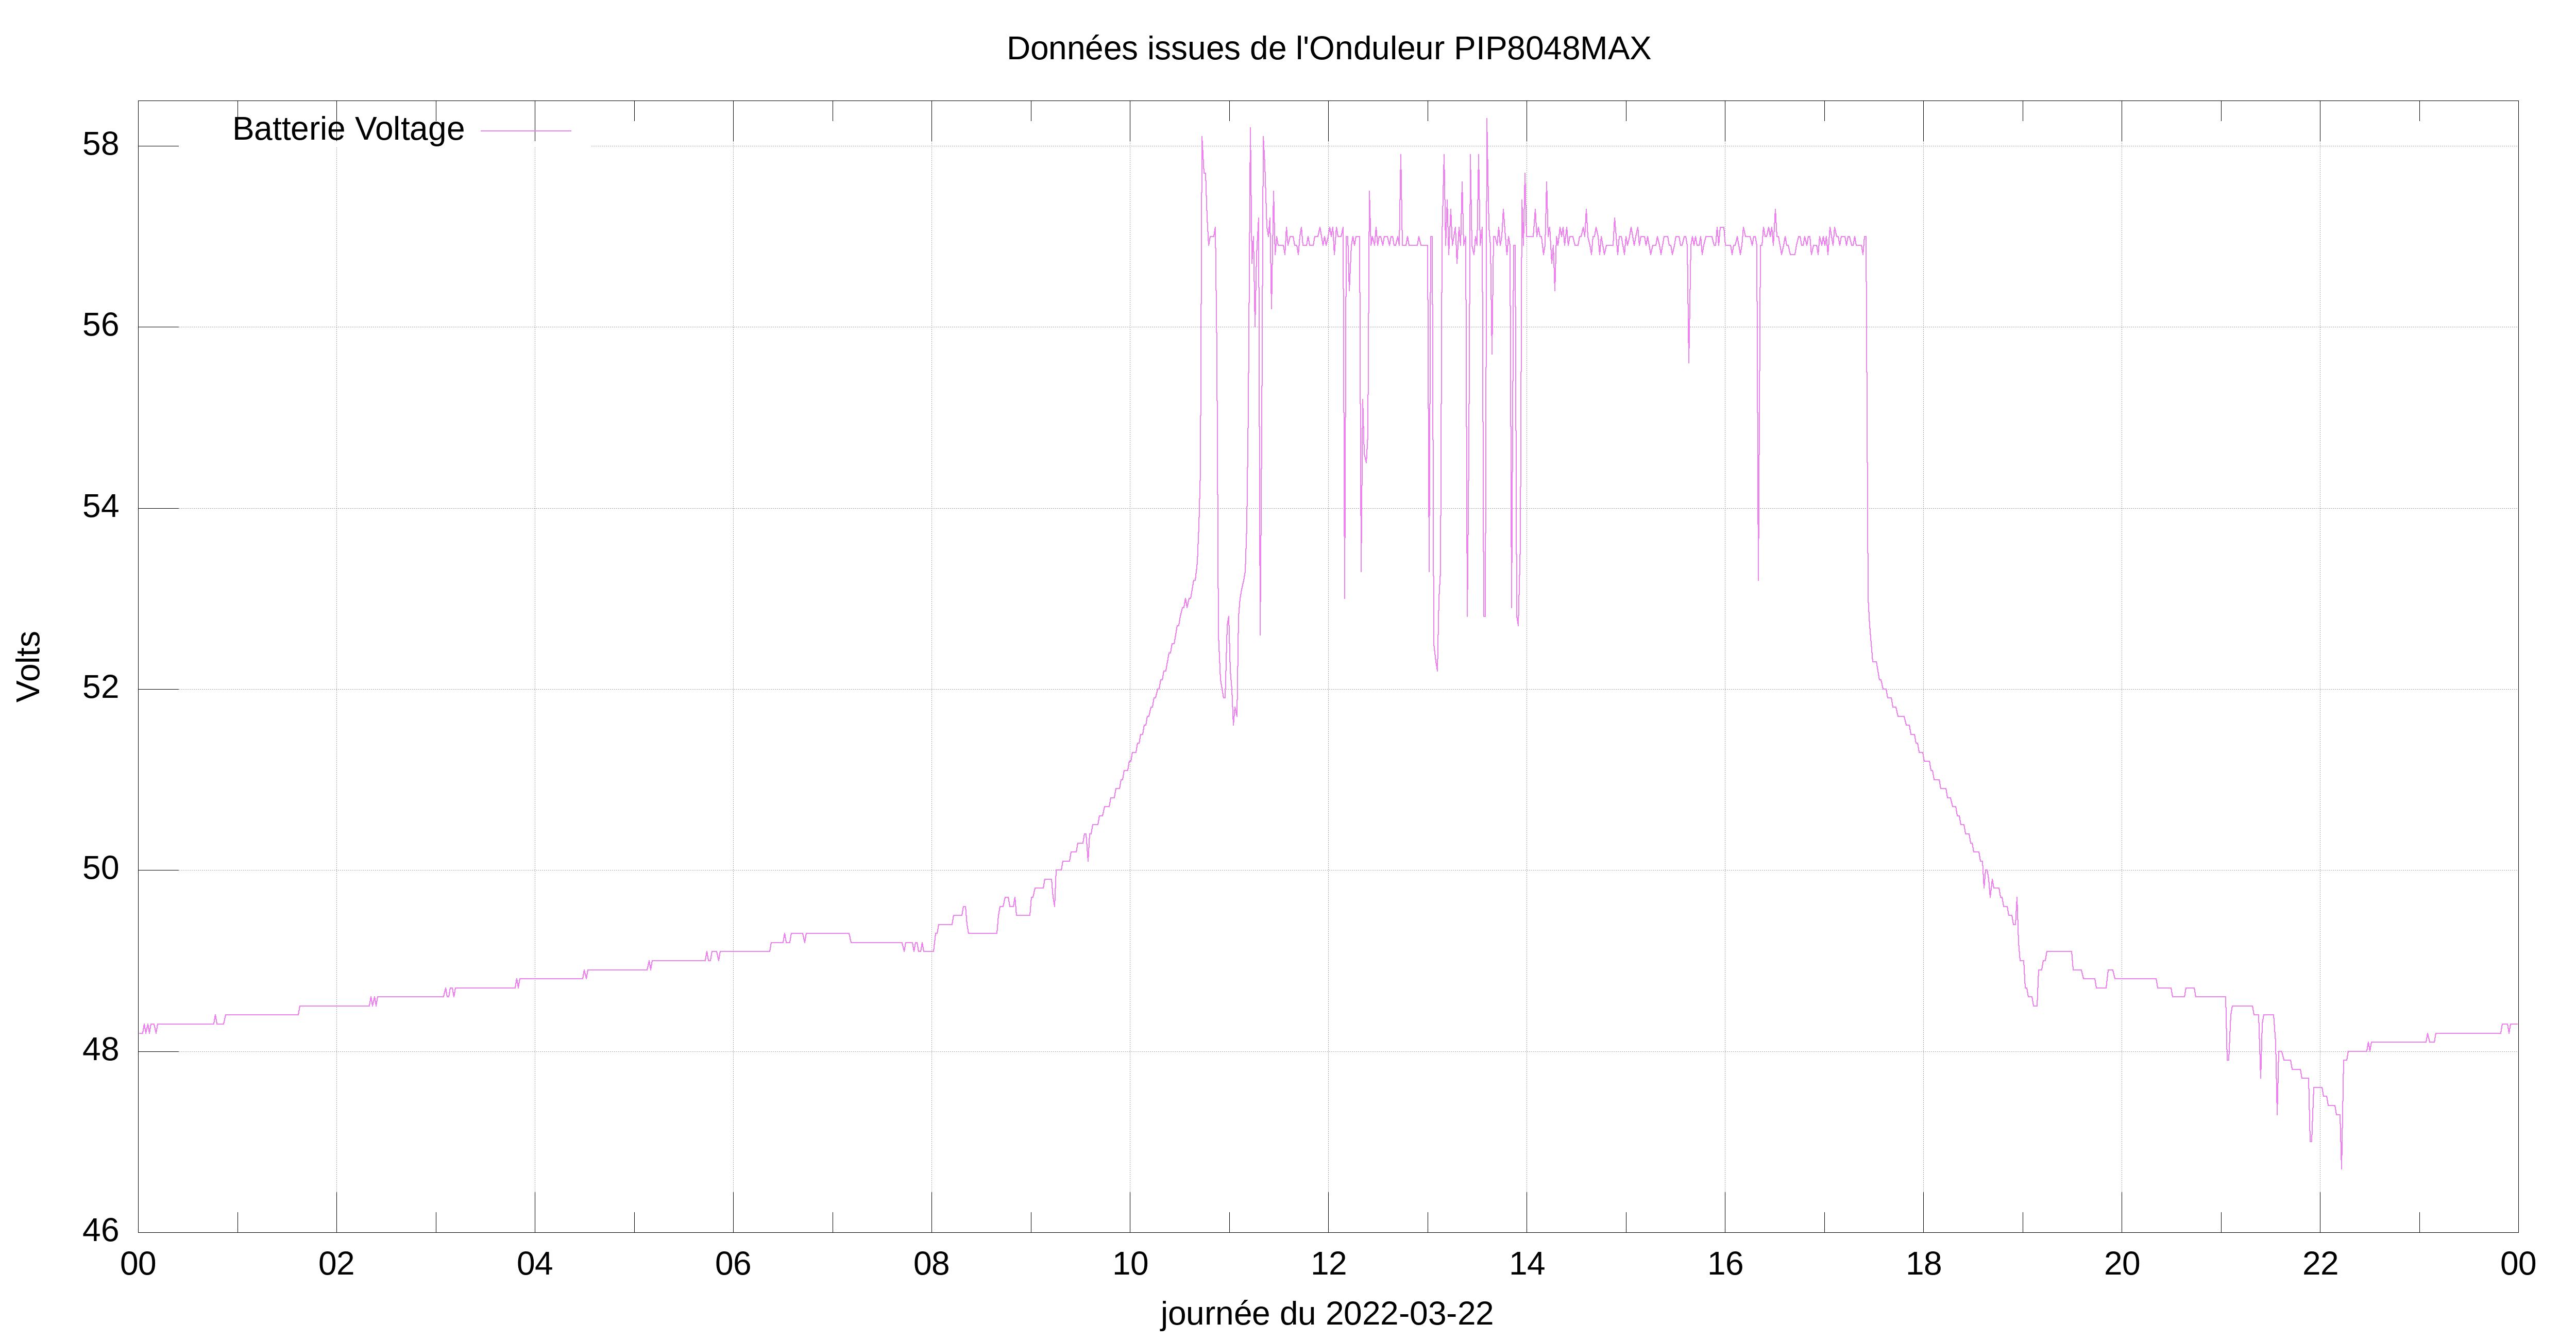 Données issues de l'Onduleur PIP8048MAX
Batterie Voltage
58
56
54
52
50
48
46
Volts
00 02 04 06 08 10 12 14 16 18 20 22 00
journée du 2022-03-22